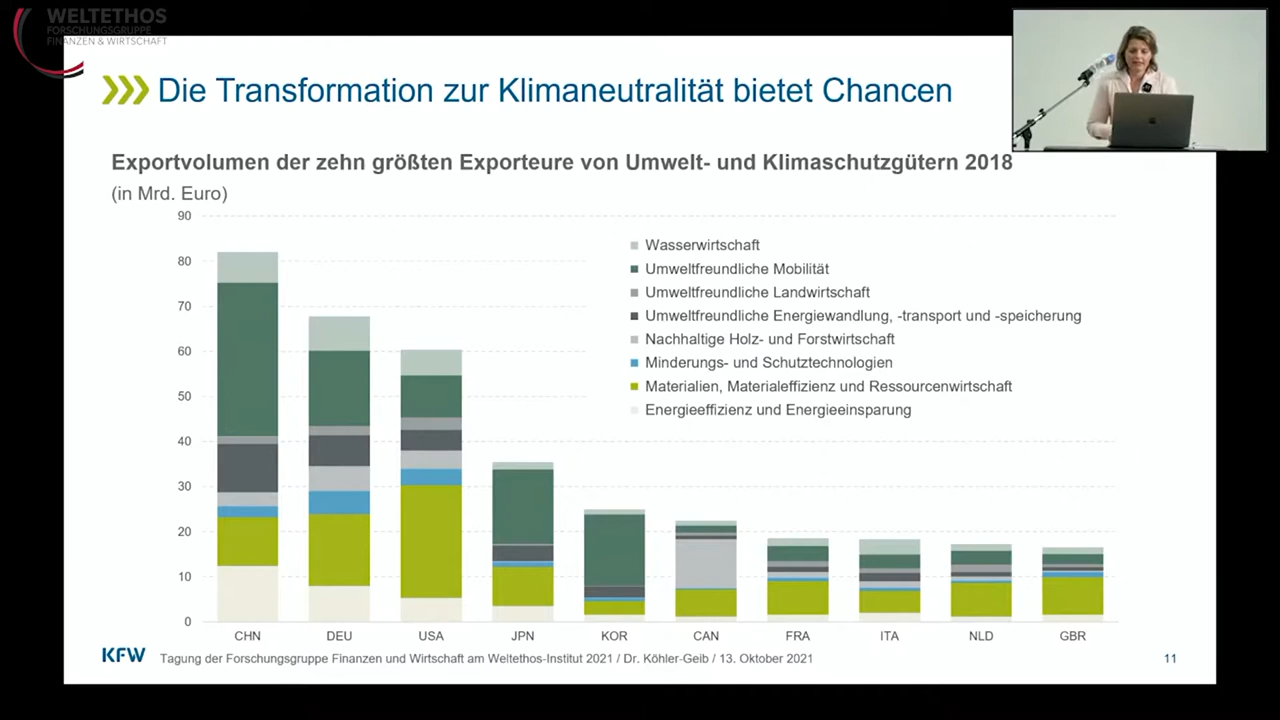 WELTETHOS
FORSCHUNGSGRUPPE
FINANZEN & WIRTSCHAFT
Die Transformation zur Klimaneutralität bietet Chancen
Exportvolumen der zehn größten Exporteure von Umwelt- und Klimaschutzgütern 2018
(in Mrd. Euro)
90
80
70
60
50
40
30
20
10
0
Wasserwirtschaft
Umweltfreundliche Mobilität
Umweltfreundliche Landwirtschaft
Umweltfreundliche Energiewandlung, -transport und -speicherung
Nachhaltige Holz- und Forstwirtschaft
Minderungs- und Schutztechnologien
Materialien, Materialeffizienz und Ressourcenwirtschaft
Energieeffizienz und Energieeinsparung
CHN DEU USA JPN KOR CAN FRA ITA NLD GBR
KFW Tagung der Forschungsgruppe Finanzen und Wirtschaft am Weltethos-Institut 2021 / Dr. Köhler-Geib / 13. Oktober 2021 11